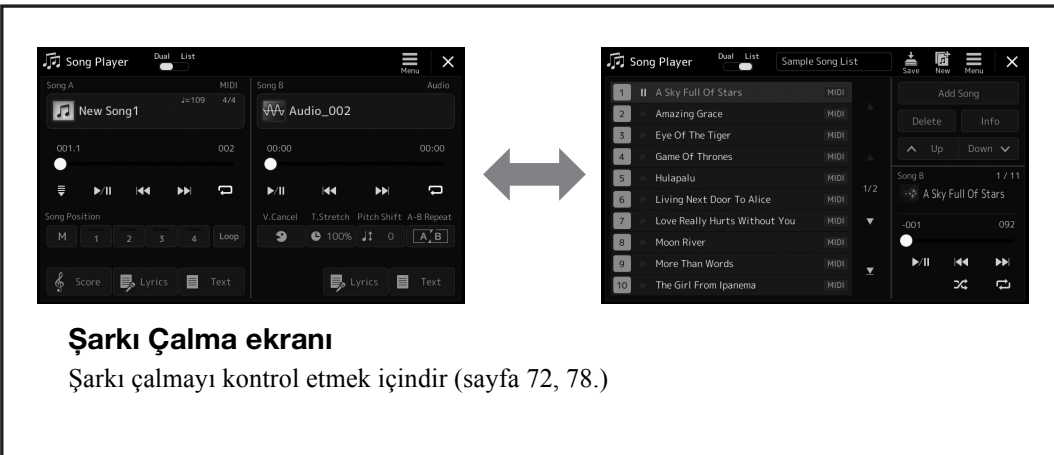 Song Player Dual List Menu
Song A MIDI
New Song1 ♩=109 4/4
001.1 002
Song Position
M 1 2 3 4 Loop
Score Lyrics Text
Song B Audio
Audio_002
00:00 00:00
V.Cancel T.Stretch Pitch Shift A-B Repeat
100% 0 A B
Lyrics Text
Song Player Dual List Sample Song List Save New Menu
1 A Sky Full Of Stars MIDI
2 Amazing Grace MIDI
3 Eye Of The Tiger MIDI
4 Game Of Thrones MIDI
5 Hulapalu MIDI
6 Living Next Door To Alice MIDI
7 Love Really Hurts Without You MIDI
8 Moon River MIDI
9 More Than Words MIDI
10 The Girl From Ipanema MIDI
1/2
Add Song
Delete Info
Up Down
Song B 1 / 11
A Sky Full Of Stars
-001 092
Şarkı Çalma ekranı
Şarkı çalmayı kontrol etmek içindir (sayfa 72, 78.)